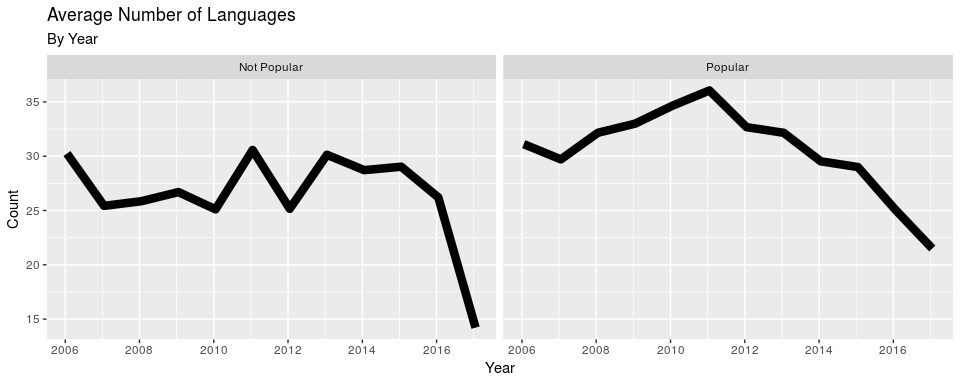 Average Number of Languages
By Year
Not Popular
Popular
35
30
25
20
15
Count
2006 2008 2010 2012 2014 2016
2006 2008 2010 2012 2014 2016
Year